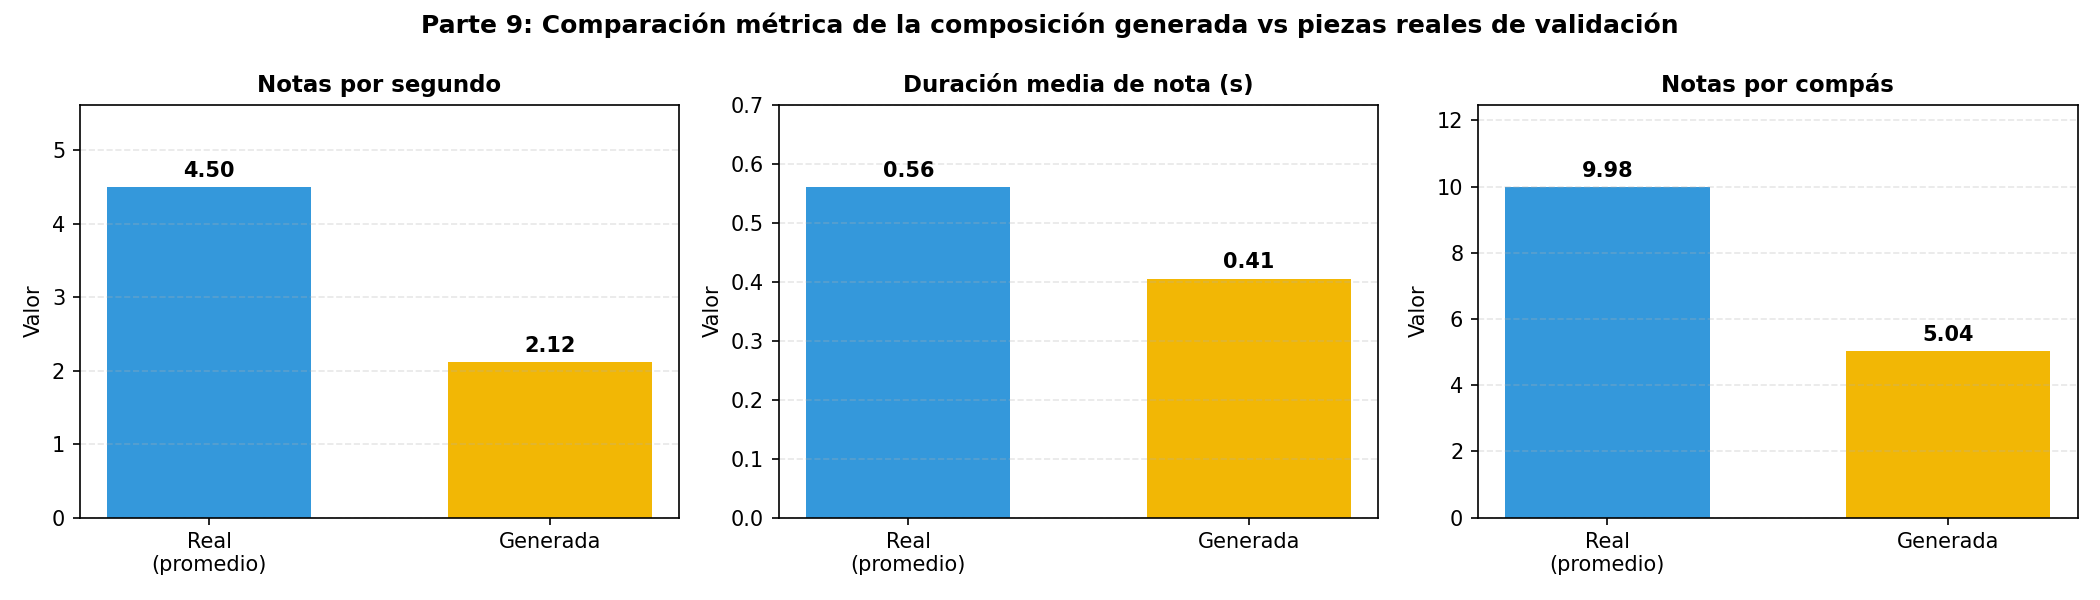 Parte 9: Comparación métrica de la composición generada vs piezas reales de validación
Notas por segundo
Valor
5
4
3
2
1
0
4.50
2.12
Real
(promedio)
Generada
Duración media de nota (s)
Valor
0.7
0.6
0.5
0.4
0.3
0.2
0.1
0.0
0.56
0.41
Real
(promedio)
Generada
Notas por compás
Valor
12
10
8
6
4
2
0
9.98
5.04
Real
(promedio)
Generada